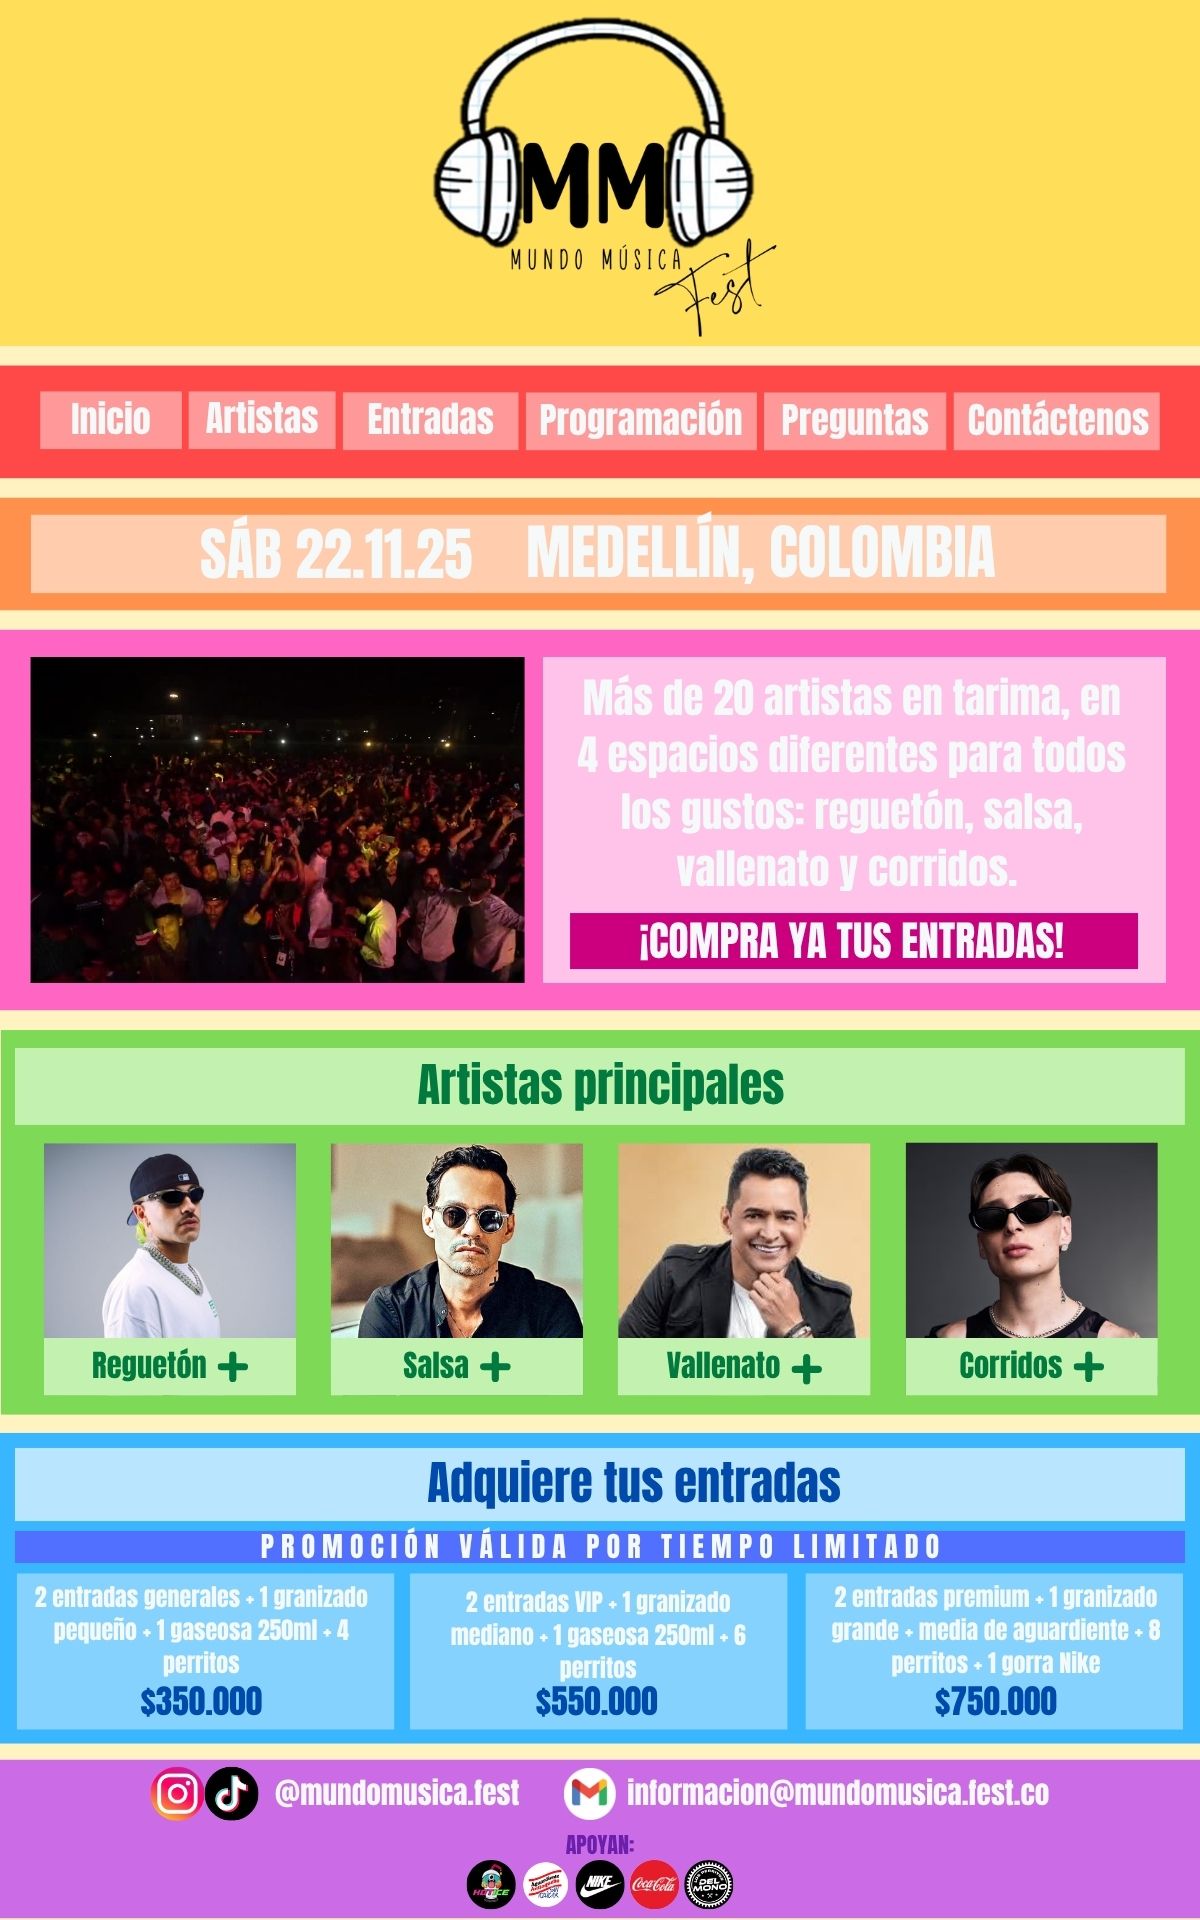 MM
MUNDO MÚSICA
Fest
Inicio
Artistas
Entradas
Programación
Preguntas
Contáctenos
SÁB 22.11.25
MEDELLÍN, COLOMBIA
Más de 20 artistas en tarima, en
4 espacios diferentes para todos
los gustos: reguetón, salsa,
vallenato y corridos.
¡COMPRA YA TUS ENTRADAS!
Artistas principales
Reguetón +
Salsa +
Vallenato +
Corridos +
Adquiere tus entradas
PROMOCIÓN VÁLIDA POR TIEMPO LIMITADO
2 entradas generales + 1 granizado
pequeño + 1 gaseosa 250ml + 4
perritos
$350.000
2 entradas VIP + 1 granizado
mediano + 1 gaseosa 250ml + 6
perritos
$550.000
2 entradas premium + 1 granizado
grande + media de aguardiente + 8
perritos + 1 gorra Nike
$750.000
@mundomusica.fest
informacion@mundomusica.fest.co
APOYAN:
Aguardiente
Antioqueño
NIKE
Coca-Cola
DEL
MONO